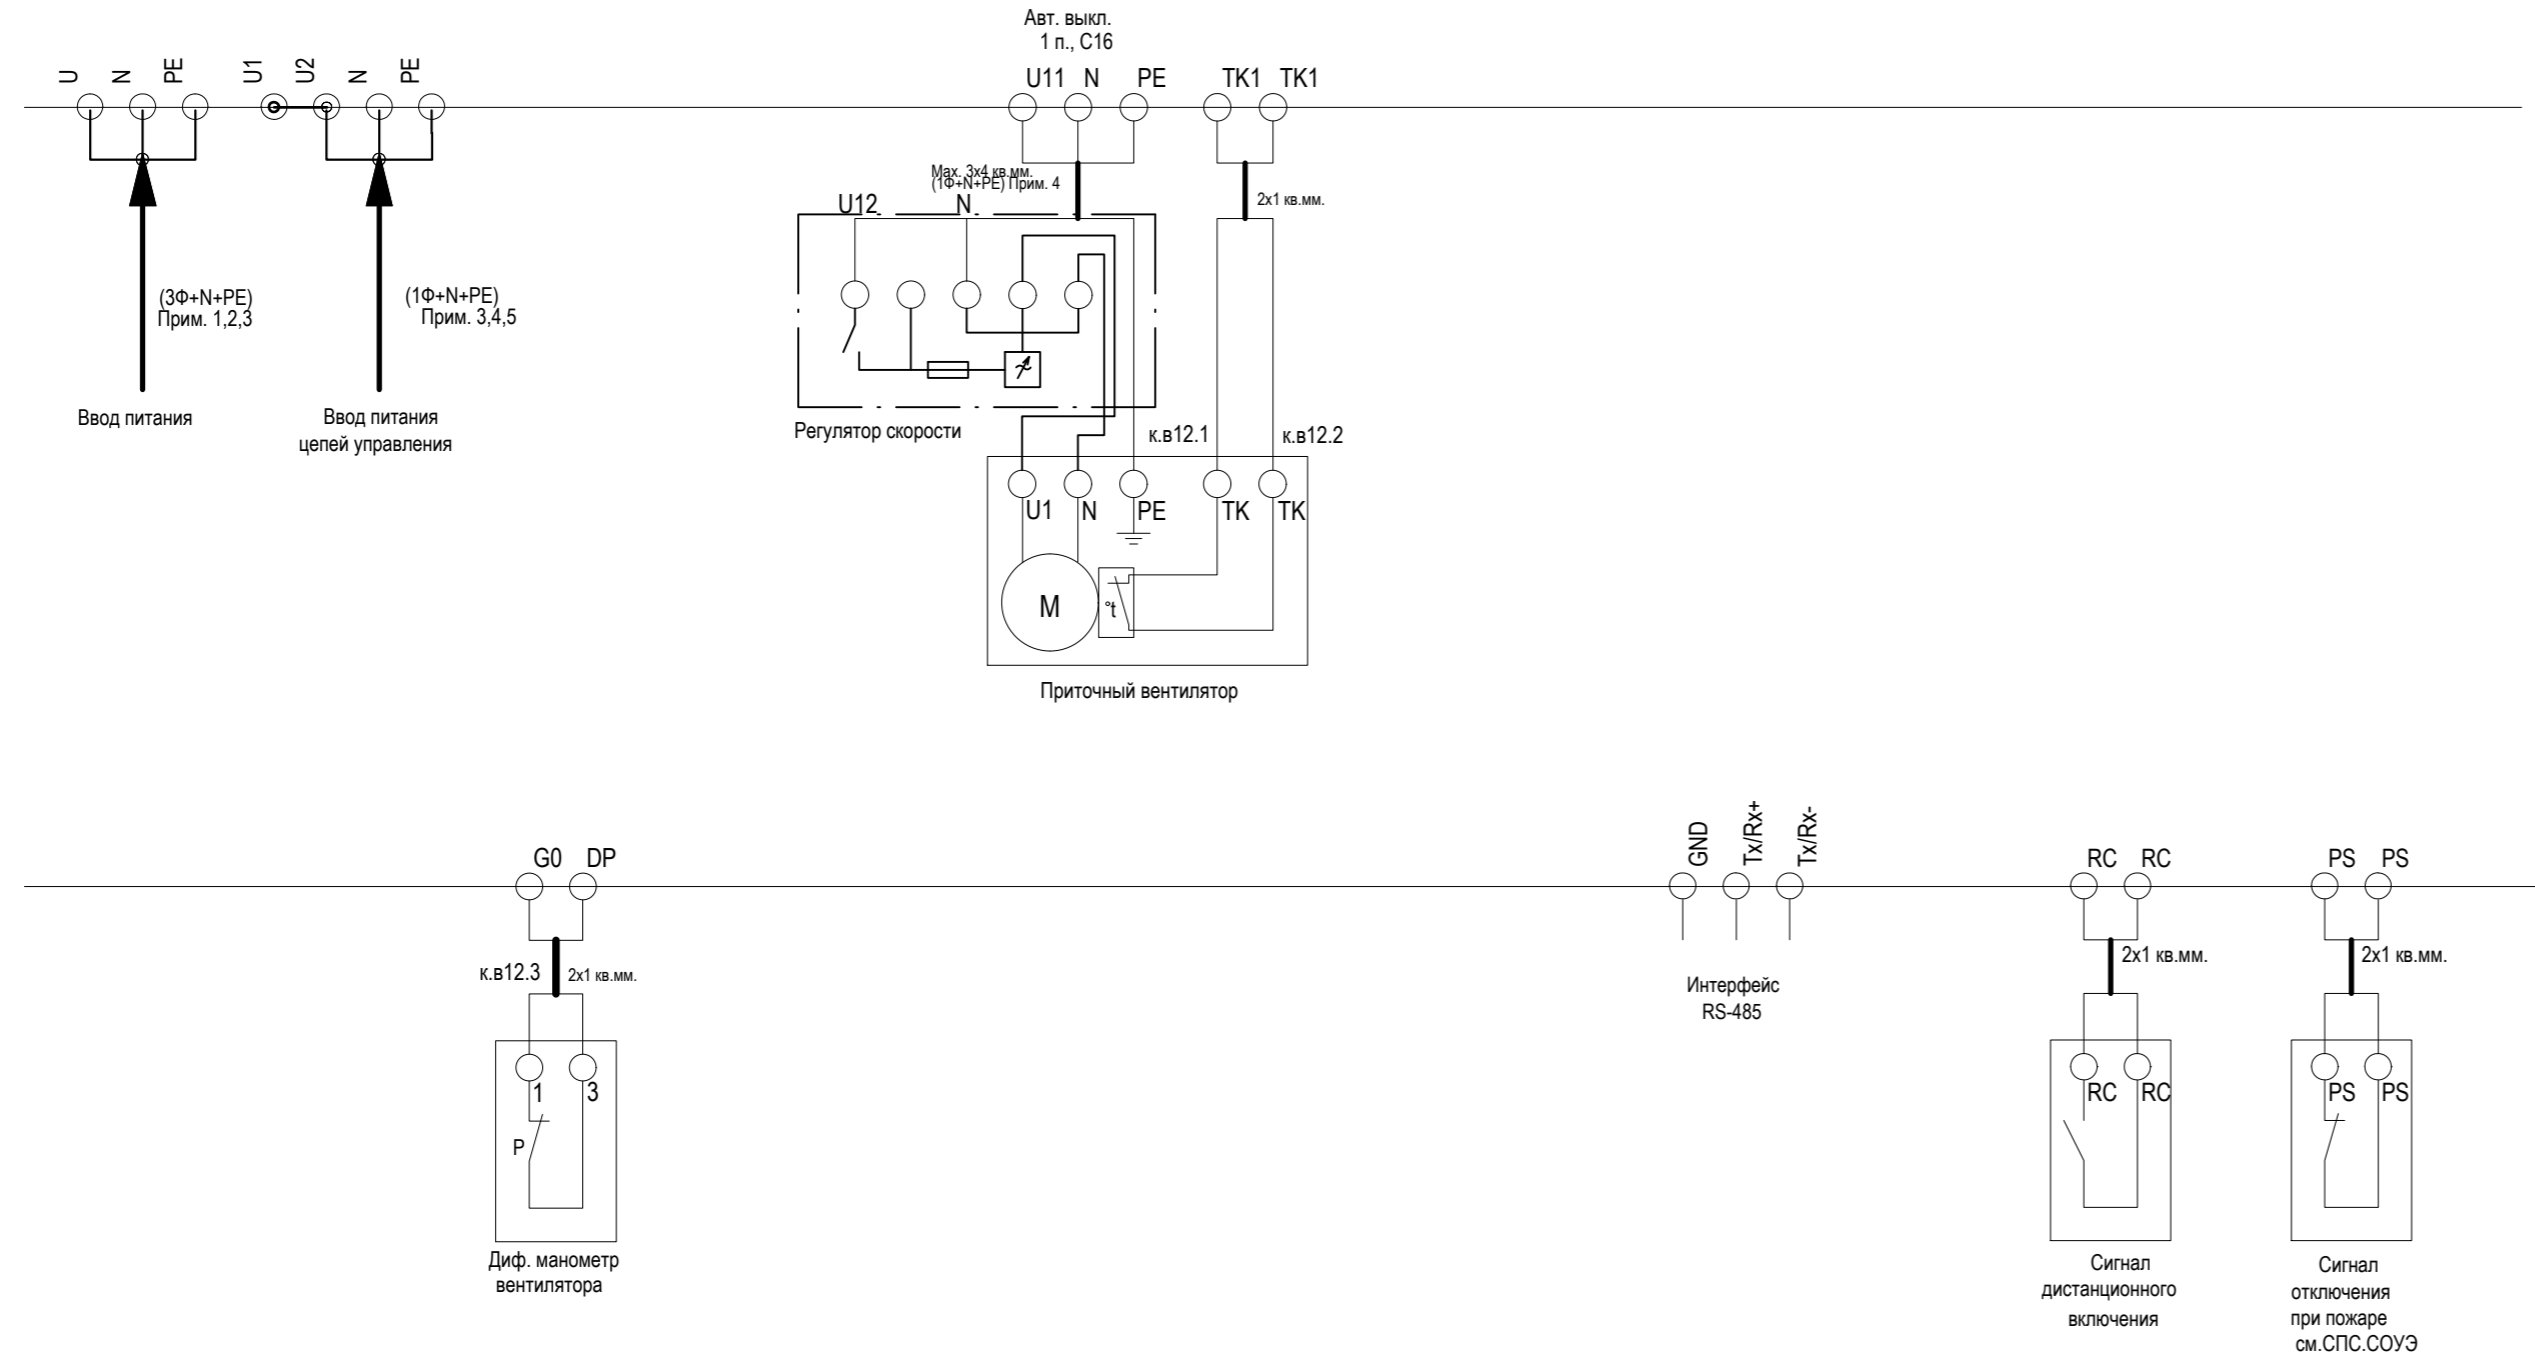 Авт. выкл.
1 п., C16
U N PE U1 U2 N PE
U11 N PE TK1 TK1
Max. 3x4 кв.мм.
(1Ф+N+PE) Прим. 4
2x1 кв.мм.
U12 N
(3Ф+N+PE)
Прим. 1,2,3
(1Ф+N+PE)
Прим. 3,4,5
Ввод питания
Ввод питания
цепей управления
Регулятор скорости
к.в12.1
к.в12.2
U1 N PE TK TK
M
°t
Приточный вентилятор
G0 DP
GND Tx/Rx+ Tx/Rx-
RC RC
PS PS
к.в12.3
2x1 кв.мм.
2x1 кв.мм.
2x1 кв.мм.
Интерфейс
RS-485
1 3
P
RC RC
PS PS
Диф. манометр
вентилятора
Сигнал
дистанционного
включения
Сигнал
отключения
при пожаре
см.СПС.СОУЭ